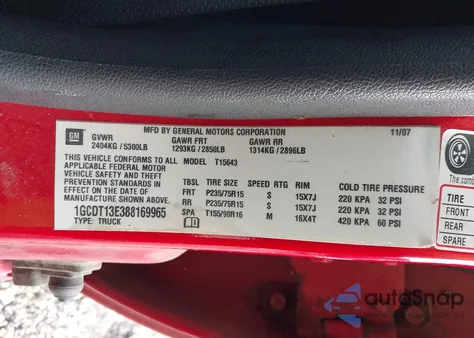 GM
MFD BY GENERAL MOTORS CORPORATION 11/07
GVWR GAWR FRT GAWR RR
2404KG / 5300LB 1293KG / 2850LB 1314KG / 2896LB
THIS VEHICLE CONFORMS TO ALL MODEL T15643
APPLICABLE FEDERAL MOTOR
VEHICLE SAFETY AND THEFT
PREVENTION STANDARDS IN
EFFECT ON THE DATE OF
MANUFACTURE SHOWN ABOVE.
1GCDT13E388169965
TYPE: TRUCK
TBSL TIRE SIZE SPEED RTG RIM COLD TIRE PRESSURE
FRT P235/75R15 S 15X7J 220 KPA 32 PSI
RR P235/75R15 S 15X7J 220 KPA 32 PSI
SPA T155/90R16 M 16X4T 420 KPA 60 PSI
The comb
TIRE
FRONT
REAR
SPARE
autoSnap